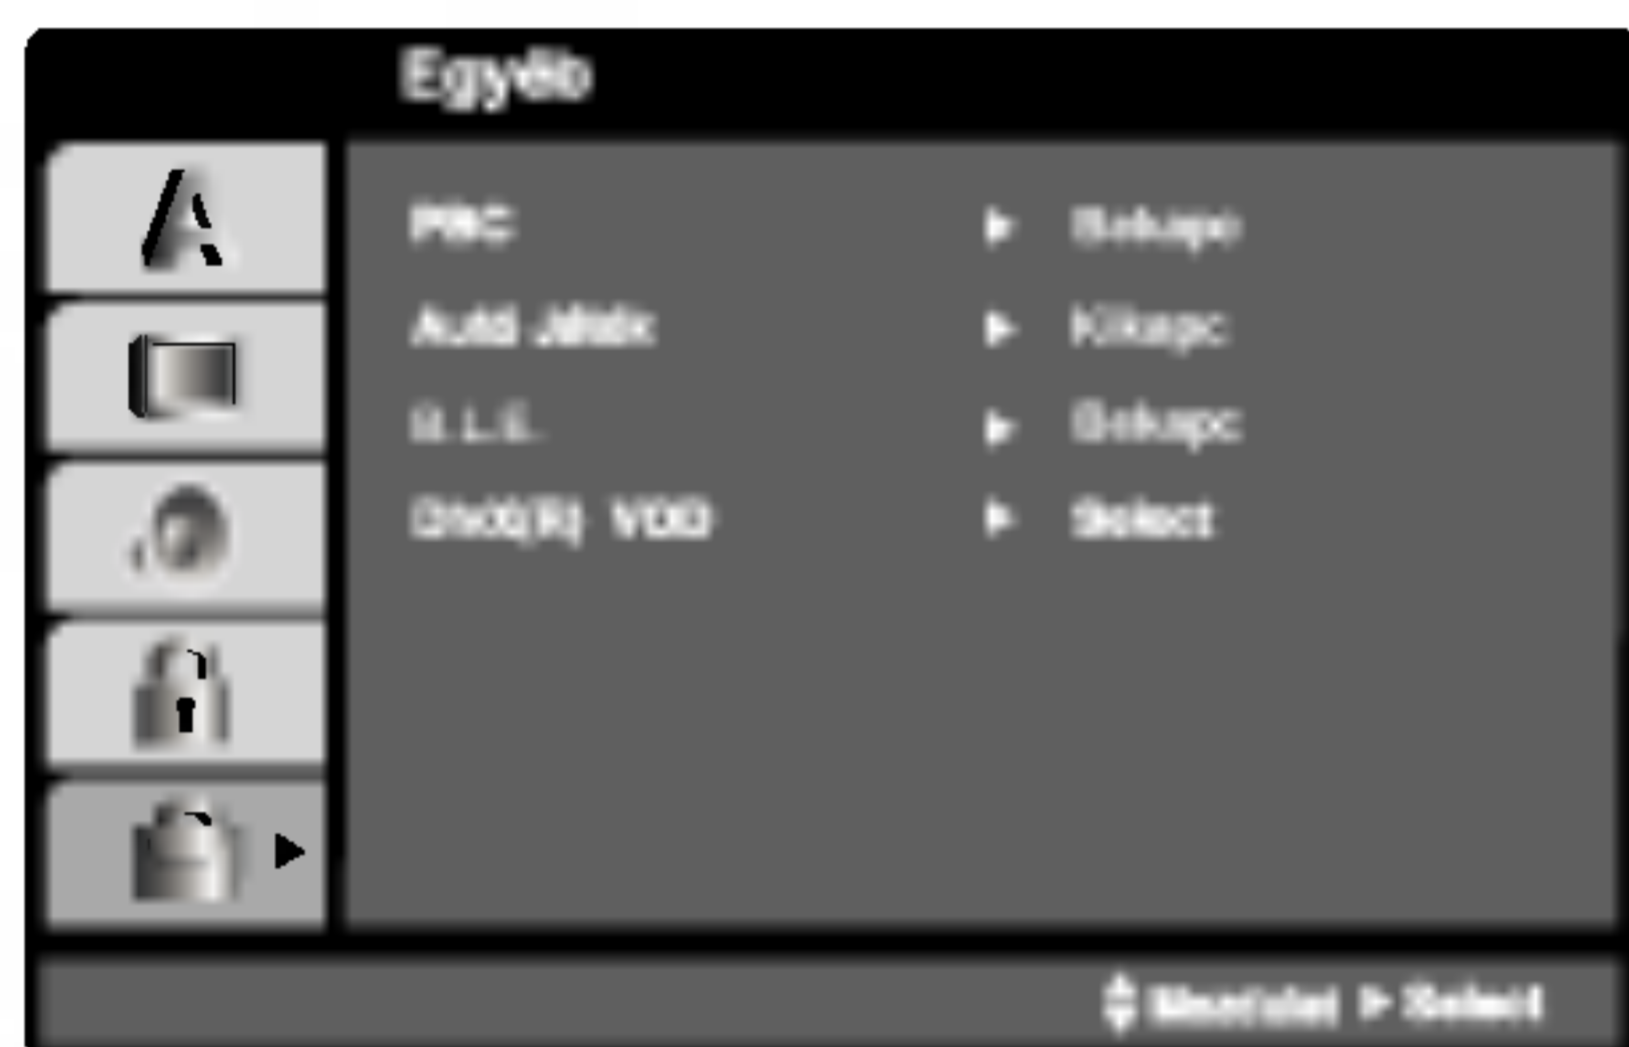 Egyéb
PBC Bekapc
Autó Játék Kikapc
B.L.E. Bekapc
DivX(R) VOD Select
Select